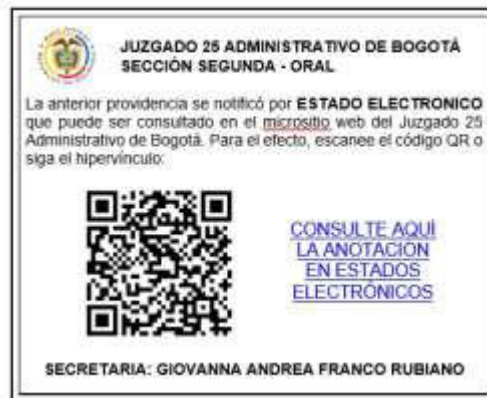 JUZGADO 25 ADMINISTRATIVO DE BOGOTÁ
SECCIÓN SEGUNDA - ORAL
La anterior providencia se notificó por ESTADO ELECTRONICO
que puede ser consultado en el micrositio web del Juzgado 25
Administrativo de Bogotá. Para el efecto, escanee el código QR o
siga el hipervínculo:
CONSULTE AQUÍ
LA ANOTACIÓN
EN ESTADOS
ELECTRÓNICOS
SECRETARIA: GIOVANNA ANDREA FRANCO RUBIANO